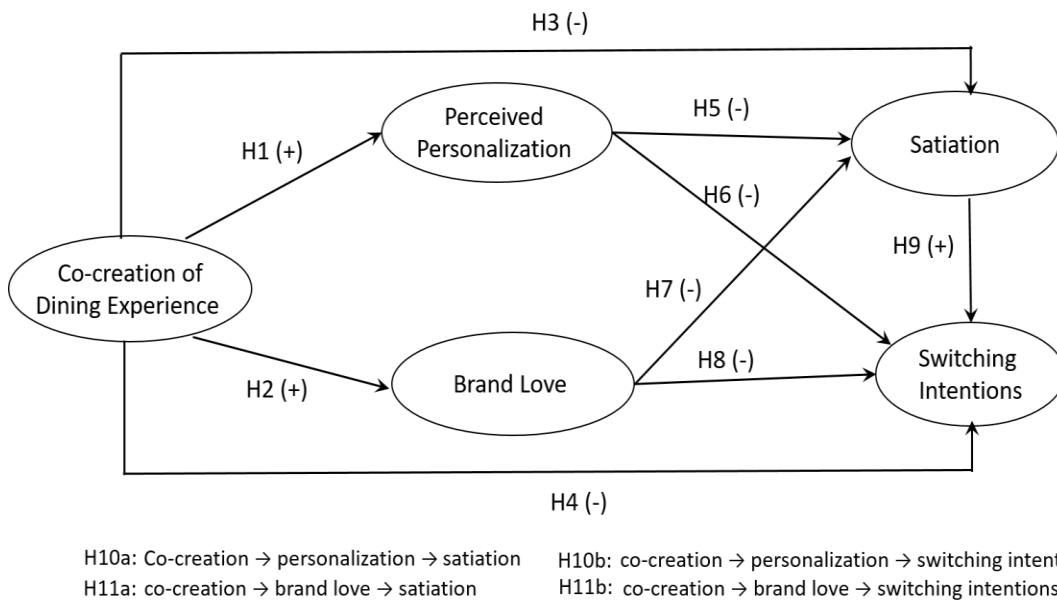 H3 (-)
Perceived
Personalization
H5 (-)
Satiation
H1 (+)
H6 (-)
H9 (+)
Co-creation of
Dining Experience
H7 (-)
H2 (+)
Brand Love
H8 (-)
Switching
Intentions
H4 (-)
H10a: Co-creation → personalization → satiation
H10b: co-creation → personalization → switching intent
H11a: co-creation → brand love → satiation
H11b: co-creation → brand love → switching intentions